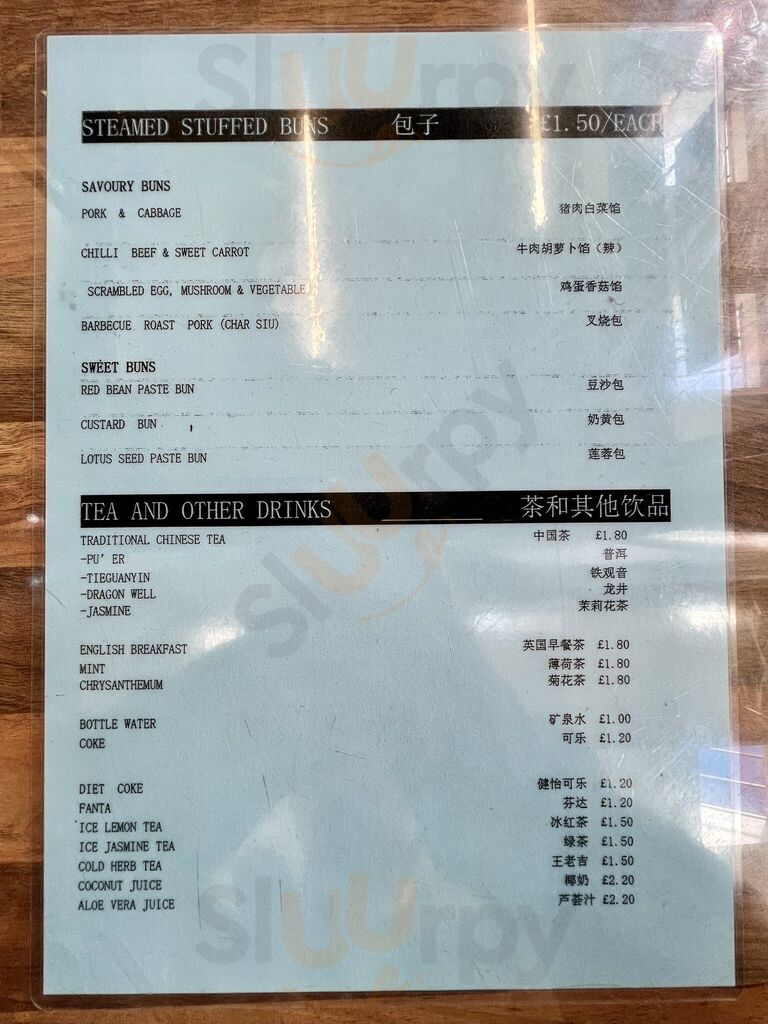 STEAMED STUFFED BUNS 包子 £1.50/EACH
SAVOURY BUNS
PORK & CABBAGE 猪肉白菜馅
CHILLI BEEF & SWEET CARROT 牛肉胡萝卜馅（辣）
SCRAMBLED EGG, MUSHROOM & VEGETABLE 鸡蛋香菇馅
BARBECUE ROAST PORK (CHAR SIU) 叉烧包
SWEET BUNS
RED BEAN PASTE BUN 豆沙包
CUSTARD BUN 奶黄包
LOTUS SEED PASTE BUN 莲蓉包
TEA AND OTHER DRINKS 茶和其他饮品
TRADITIONAL CHINESE TEA 中国茶 £1.80
-PU' ER 普洱
-TIEGUANYIN 铁观音
-DRAGON WELL 龙井
-JASMINE 茉莉花茶
ENGLISH BREAKFAST 英国早餐茶 £1.80
MINT 薄荷茶 £1.80
CHRYSANTHEMUM 菊花茶 £1.80
BOTTLE WATER 矿泉水 £1.00
COKE 可乐 £1.20
DIET COKE 健怡可乐 £1.20
FANTA 芬达 £1.20
ICE LEMON TEA 冰红茶 £1.50
ICE JASMINE TEA 绿茶 £1.50
COLD HERB TEA 王老吉 £1.50
COCONUT JUICE 椰奶 £2.20
ALOE VERA JUICE 芦荟汁 £2.20
Sluurpy
Sluurpy
Sluurpy